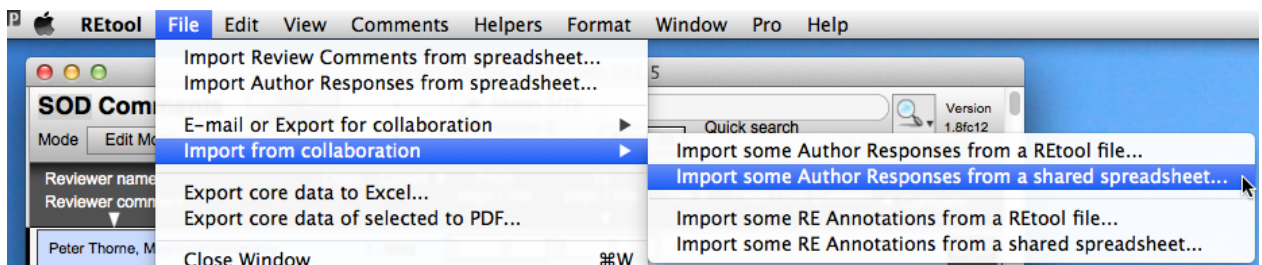 P REtool File Edit View Comments Helpers Format Window Pro Help
Import Review Comments from spreadsheet...
Import Author Responses from spreadsheet...
5
SOD Com
Version
1.8fc12
Mode Edit Mo
Quick search
E-mail or Export for collaboration
Import from collaboration
Import some Author Responses from a REtool file...
Import some Author Responses from a shared spreadsheet...
Import some RE Annotations from a REtool file...
Import some RE Annotations from a shared spreadsheet...
Reviewer name
Reviewer comm
Export core data to Excel...
Export core data of selected to PDF...
Peter Thorne, M
Close Window ⌘W